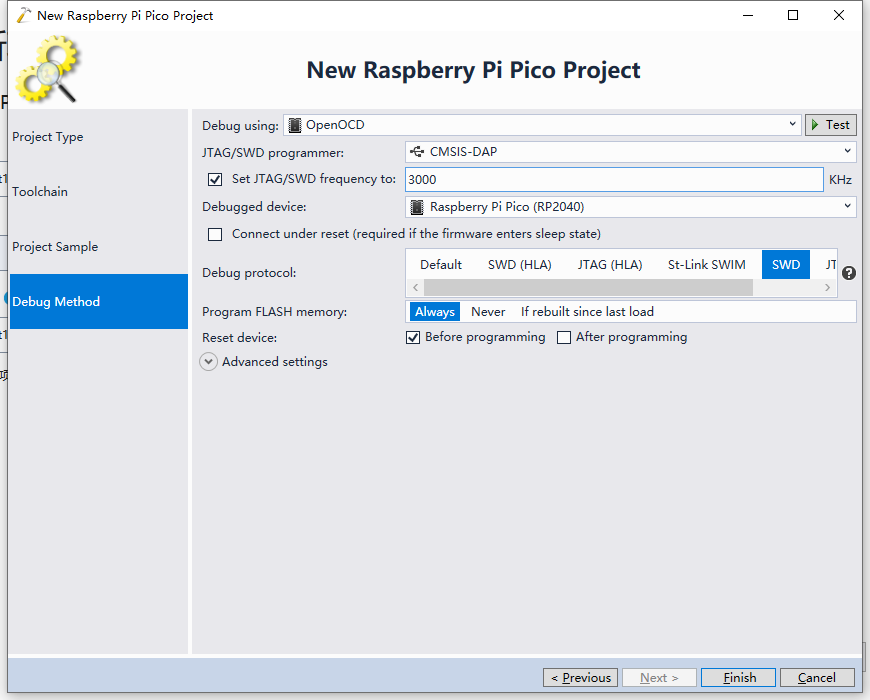 New Raspberry Pi Pico Project
New Raspberry Pi Pico Project
Project Type
Toolchain
Project Sample
Debug Method
Debug using: OpenOCD Test
JTAG/SWD programmer: CMSIS-DAP
Set JTAG/SWD frequency to: 3000 KHz
Debugged device: Raspberry Pi Pico (RP2040)
Connect under reset (required if the firmware enters sleep state)
Debug protocol: Default SWD (HLA) JTAG (HLA) St-Link SWIM SWD JT
Program FLASH memory: Always Never If rebuilt since last load
Reset device: Before programming After programming
Advanced settings
< Previous Next > Finish Cancel